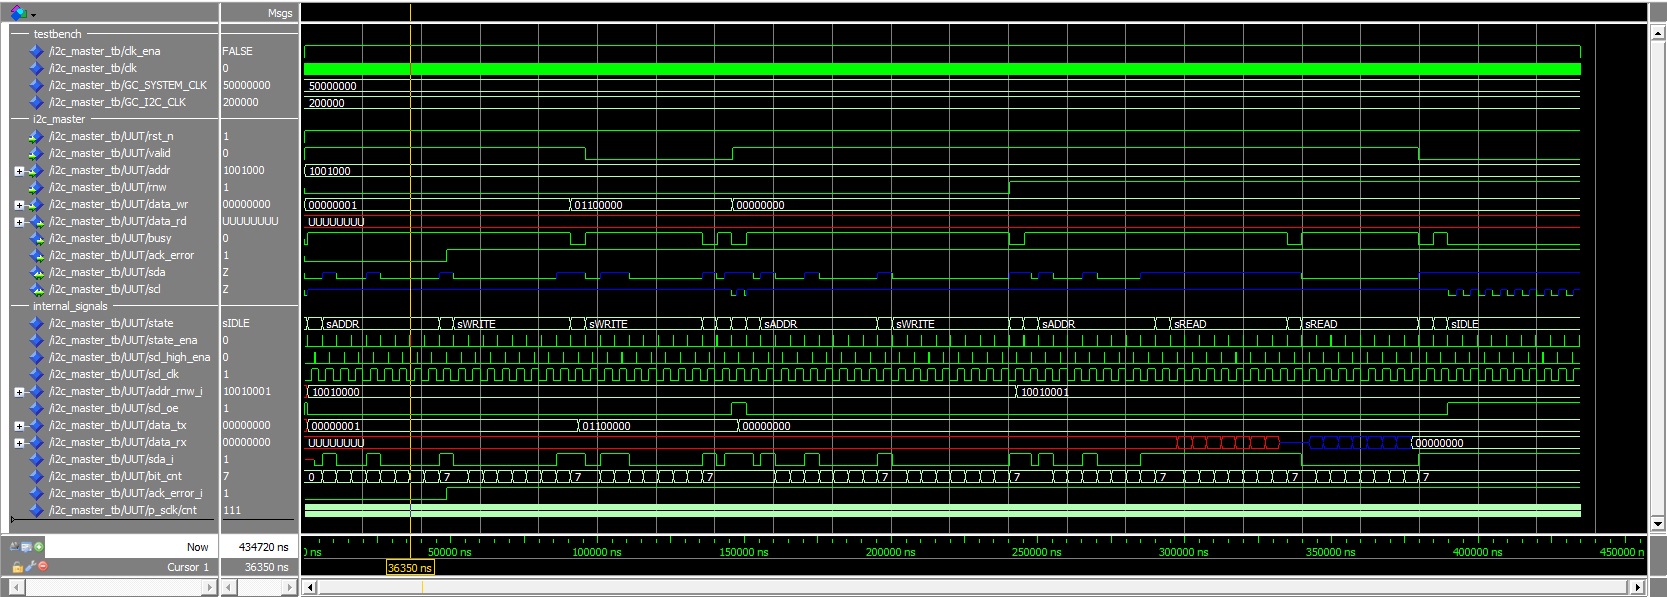 Msgs
testbench
/i2c_master_tb/clk_ena FALSE
/i2c_master_tb/clk 0
/i2c_master_tb/GC_SYSTEM_CLK 50000000 50000000
/i2c_master_tb/GC_I2C_CLK 200000 200000
i2c_master
/i2c_master_tb/UUT/rst_n 1
/i2c_master_tb/UUT/valid 0
/i2c_master_tb/UUT/addr 1001000 1001000
/i2c_master_tb/UUT/rnw 1
/i2c_master_tb/UUT/data_wr 00000000 00000001 01100000 00000000
/i2c_master_tb/UUT/data_rd UUUUUUUU UUUUUUUU
/i2c_master_tb/UUT/busy 0
/i2c_master_tb/UUT/ack_error 1
/i2c_master_tb/UUT/sda Z
/i2c_master_tb/UUT/scl Z
internal_signals
/i2c_master_tb/UUT/state sIDLE sADDR sWRITE sWRITE sADDR sWRITE sADDR sREAD sREAD sIDLE
/i2c_master_tb/UUT/state_ena 0
/i2c_master_tb/UUT/scl_high_ena 0
/i2c_master_tb/UUT/scl_clk 1
/i2c_master_tb/UUT/addr_rnw_i 10010001 10010000 10010001
/i2c_master_tb/UUT/scl_oe 1
/i2c_master_tb/UUT/data_tx 00000000 00000001 01100000 00000000
/i2c_master_tb/UUT/data_rx 00000000 UUUUUUUU 00000000
/i2c_master_tb/UUT/sda_i 1
/i2c_master_tb/UUT/bit_cnt 7 0 7 7 7 7 7 7 7 7
/i2c_master_tb/UUT/ack_error_i 1
/i2c_master_tb/UUT/p_sclk/cnt 111
Now 434720 ns ns 50000 ns 100000 ns 150000 ns 200000 ns 250000 ns 300000 ns 350000 ns 400000 ns 450000 n
Cursor 1 36350 ns 36350 ns